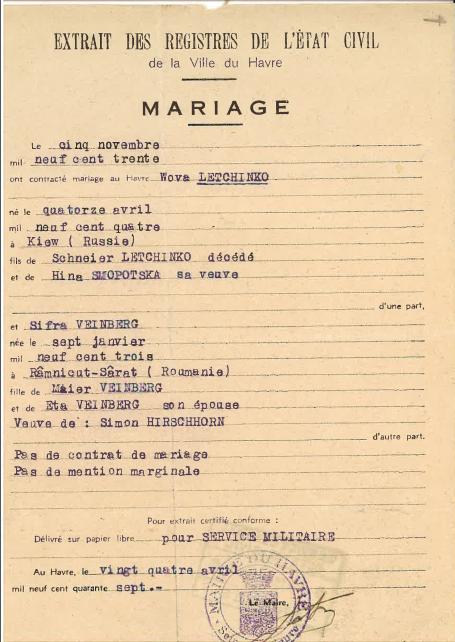 EXTRAIT DES REGISTRES DE L'ÉTAT CIVIL
de la Ville du Havre
MARIAGE
Le cinq novembre
mil neuf cent trente
ont contracté mariage au Havre Wova LETCHINKO
né le quatorze avril
mil neuf cent quatre
à Kiew ( Russie)
fils de Schneier LETCHINKO décédé
et de Hina SMOPOTSKA sa veuve
d'une part,
et Sifra VEINBERG
née le sept janvier
mil neuf cent trois
à Râmnicut-Sârat ( Roumanie)
fille de Maier VEINBERG
et de Eta VEINBERG son épouse
Veuve de : Simon HIRSCHHORN
d'autre part.
Pas de contrat de mariage
Pas de mention marginale
Pour extrait certifié conforme :
Délivré sur papier libre pour SERVICE MILITAIRE
Au Havre, le vingt quatre avril
mil neuf cent quarante sept.-
Le Maire,
MAIRIE DU HAVRE